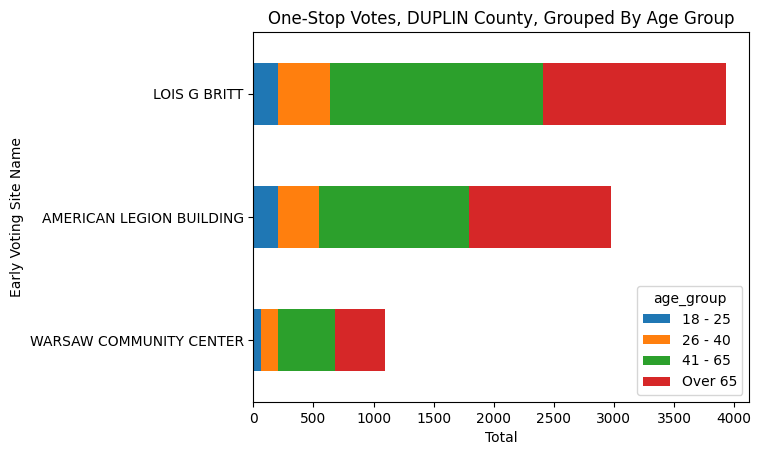 One-Stop Votes, DUPLIN County, Grouped By Age Group
Early Voting Site Name
LOIS G BRITT
AMERICAN LEGION BUILDING
WARSAW COMMUNITY CENTER
age_group
18 - 25
26 - 40
41 - 65
Over 65
0 500 1000 1500 2000 2500 3000 3500 4000
Total